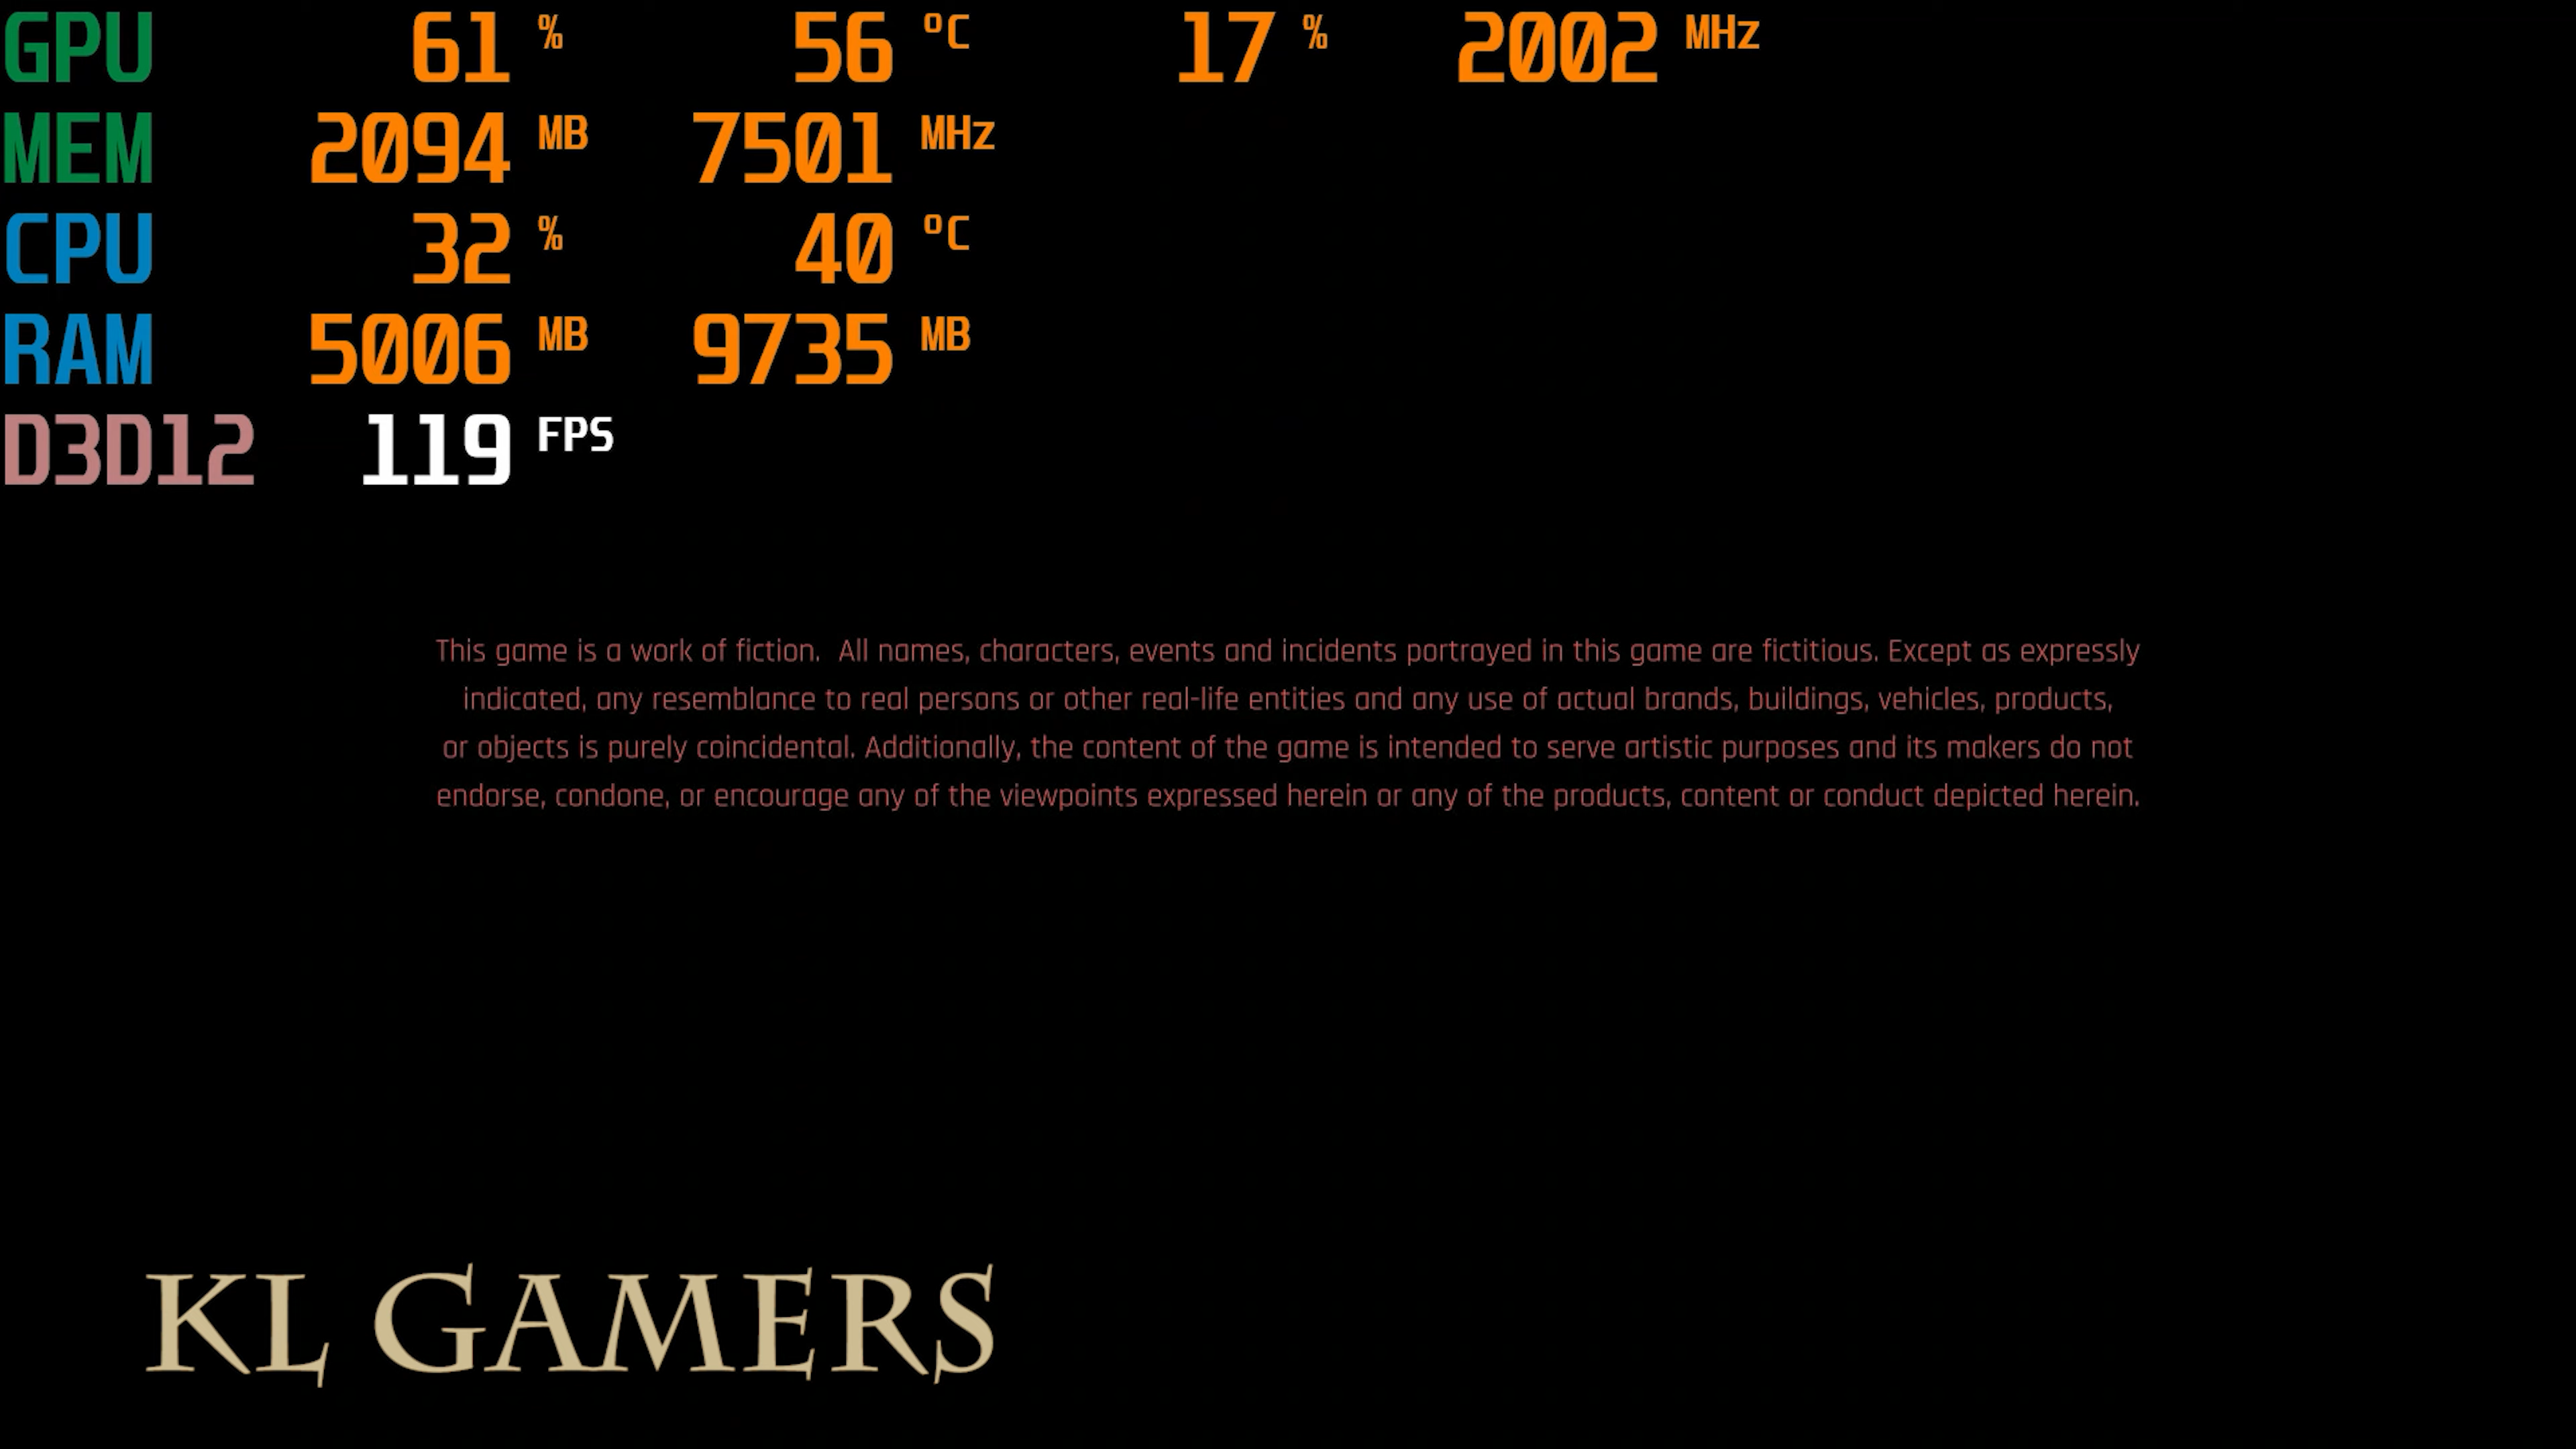 GPU 61 % 56 °C 17 % 2002 MHz
MEM 2094 MB 7501 MHz
CPU 32 % 40 °C
RAM 5006 MB 9735 MB
D3D12 119 FPS
This game is a work of fiction.  All names, characters, events and incidents portrayed in this game are fictitious. Except as expressly
indicated, any resemblance to real persons or other real-life entities and any use of actual brands, buildings, vehicles, products,
or objects is purely coincidental. Additionally, the content of the game is intended to serve artistic purposes and its makers do not
endorse, condone, or encourage any of the viewpoints expressed herein or any of the products, content or conduct depicted herein.
KL GAMERS